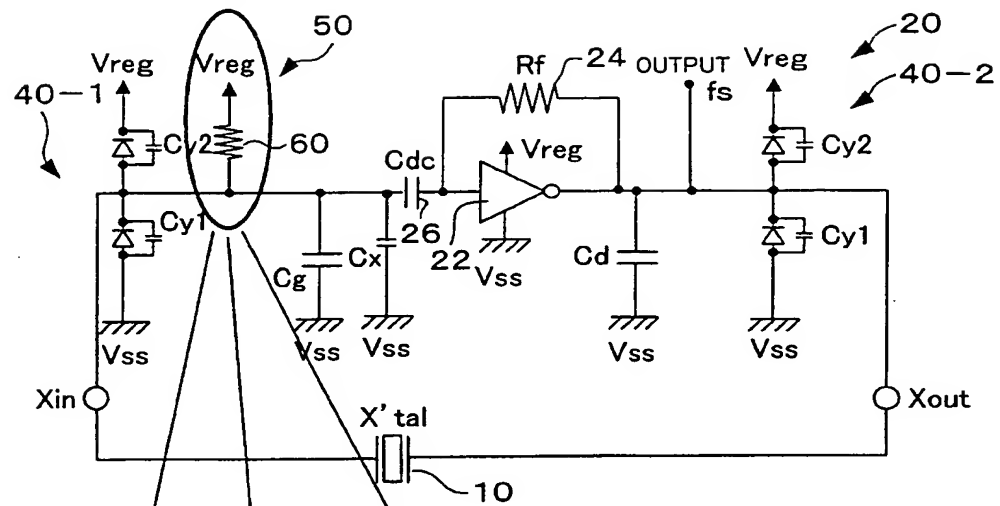 50
20
Vreg
Vreg
Rf
24
OUTPUT
fs
Vreg
40-2
40-1
Cy2
60
Cdc
Vreg
Cy2
Cy1
26
22
Cg
Cx
Vss
Cd
Cy1
Vss
Vss
Vss
Vss
Vss
Xin
X'tal
Xout
10